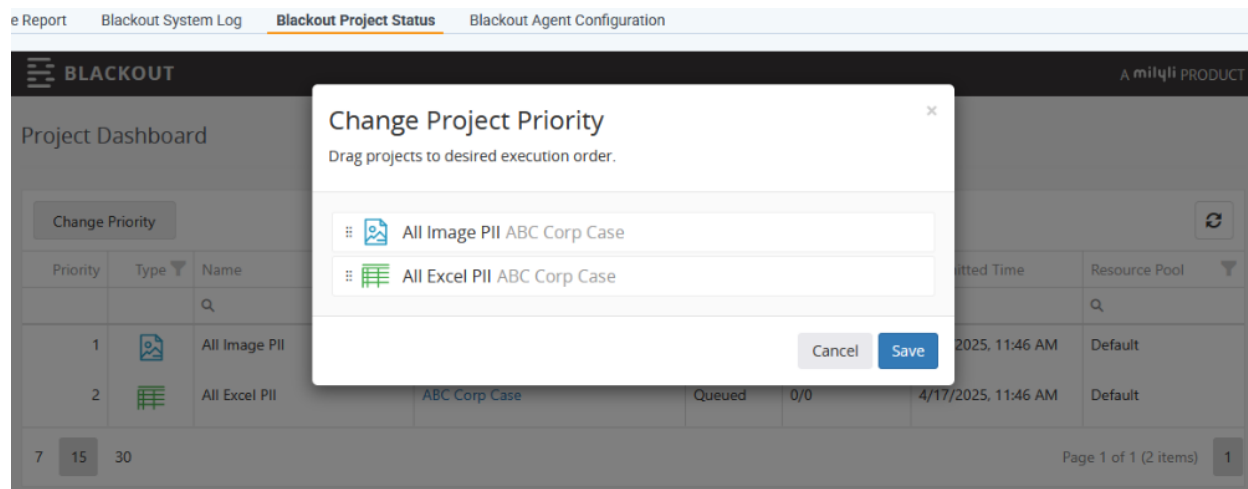 e Report Blackout System Log Blackout Project Status Blackout Agent Configuration
BLACKOUT A milyli PRODUCT
Project Dashboard
Change Project Priority ×
Drag projects to desired execution order.
Change Priority
All Image PII ABC Corp Case
All Excel PII ABC Corp Case
Cancel Save
Priority Type Name itted Time Resource Pool
1 All Image PII 2025, 11:46 AM Default
2 All Excel PII ABC Corp Case Queued 0/0 4/17/2025, 11:46 AM Default
7 15 30 Page 1 of 1 (2 items) 1